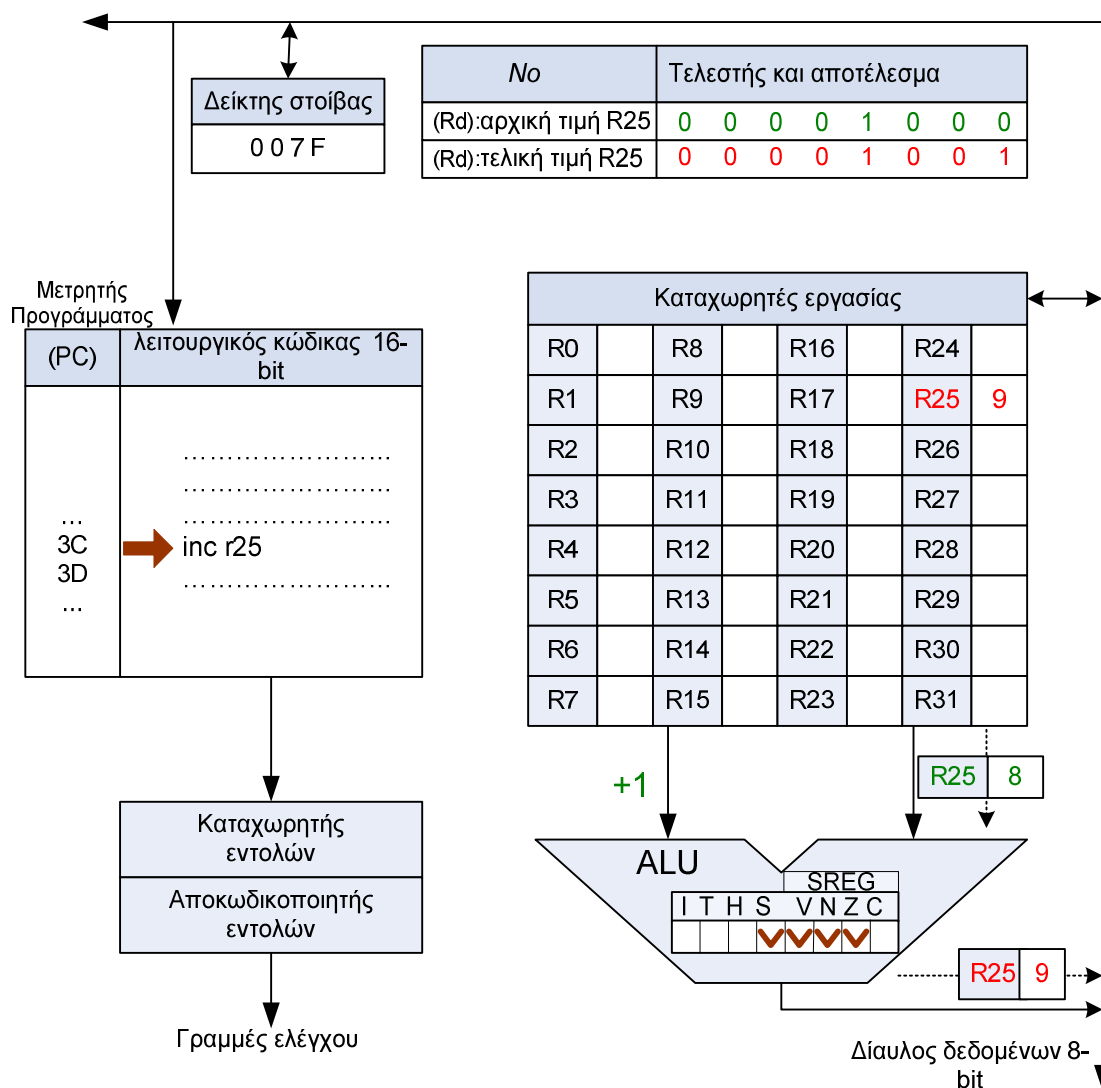 Δείκτης στοίβας
0 0 7 F
No Τελεστής και αποτέλεσμα
(Rd):αρχική τιμή R25 0 0 0 0 1 0 0 0
(Rd):τελική τιμή R25 0 0 0 0 1 0 0 1
Μετρητής
Προγράμματος
(PC) λειτουργικός κώδικας 16-
bit
........................
........................
... ........................
3C inc r25
3D ........................
...
Καταχωρητές εργασίας
R0 R8 R16 R24
R1 R9 R17 R25 9
R2 R10 R18 R26
R3 R11 R19 R27
R4 R12 R20 R28
R5 R13 R21 R29
R6 R14 R22 R30
R7 R15 R23 R31
+1
R25 8
Καταχωρητής
εντολών
Αποκωδικοποιητής
εντολών
Γραμμές ελέγχου
ALU
SREG
I T H S V N Z C
R25 9
Δίαυλος δεδομένων 8-
bit